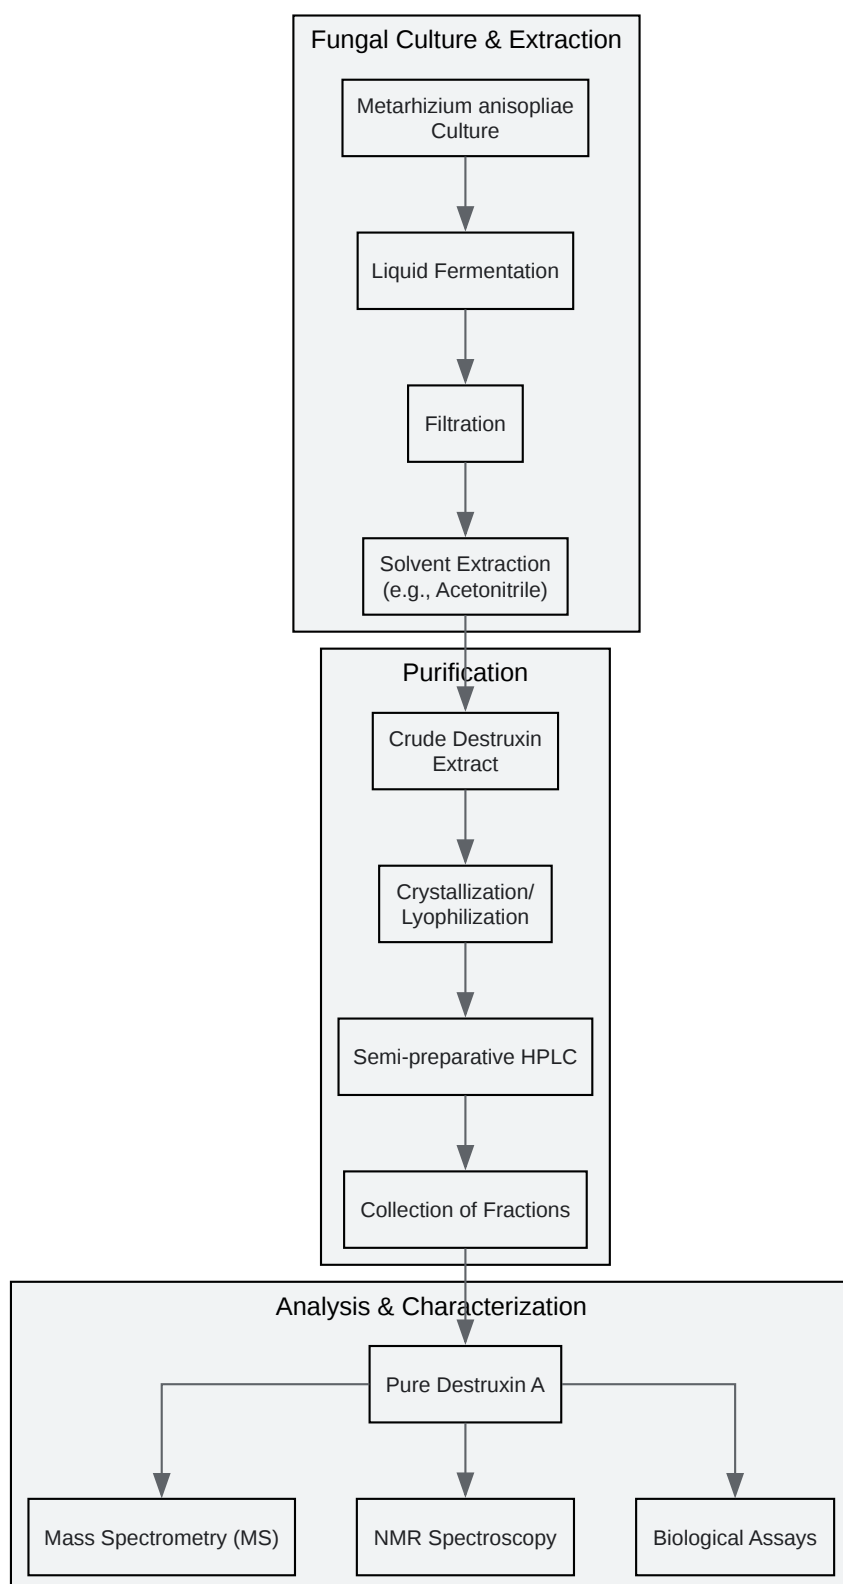 Fungal Culture & Extraction
Metarhizium anisopliae
Culture
Liquid Fermentation
Filtration
Solvent Extraction
(e.g., Acetonitrile)
Purification
Crude Destruxin
Extract
Crystallization/
Lyophilization
Semi-preparative HPLC
Collection of Fractions
Analysis & Characterization
Pure Destruxin A
Mass Spectrometry (MS)
NMR Spectroscopy
Biological Assays